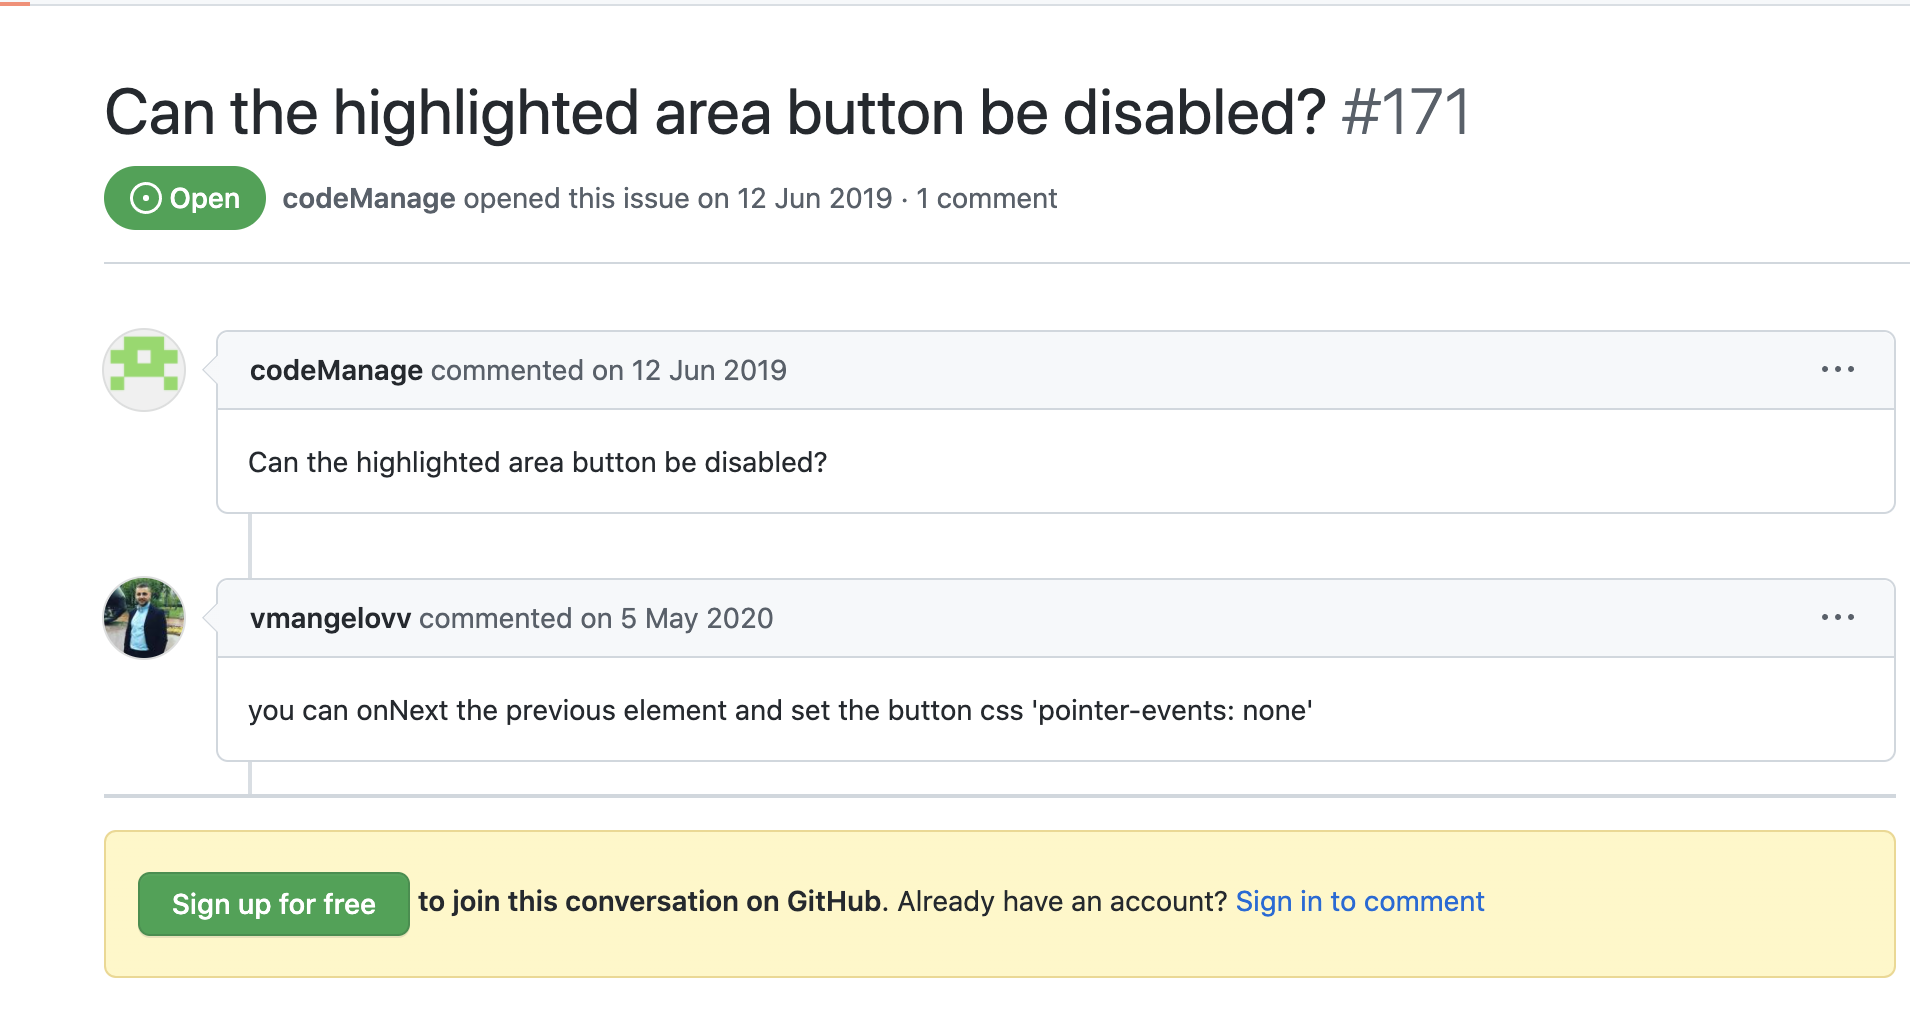 Can the highlighted area button be disabled? #171
Open codeManage opened this issue on 12 Jun 2019 · 1 comment
codeManage commented on 12 Jun 2019
Can the highlighted area button be disabled?
vmangelovv commented on 5 May 2020
you can onNext the previous element and set the button css 'pointer-events: none'
Sign up for free to join this conversation on GitHub. Already have an account? Sign in to comment